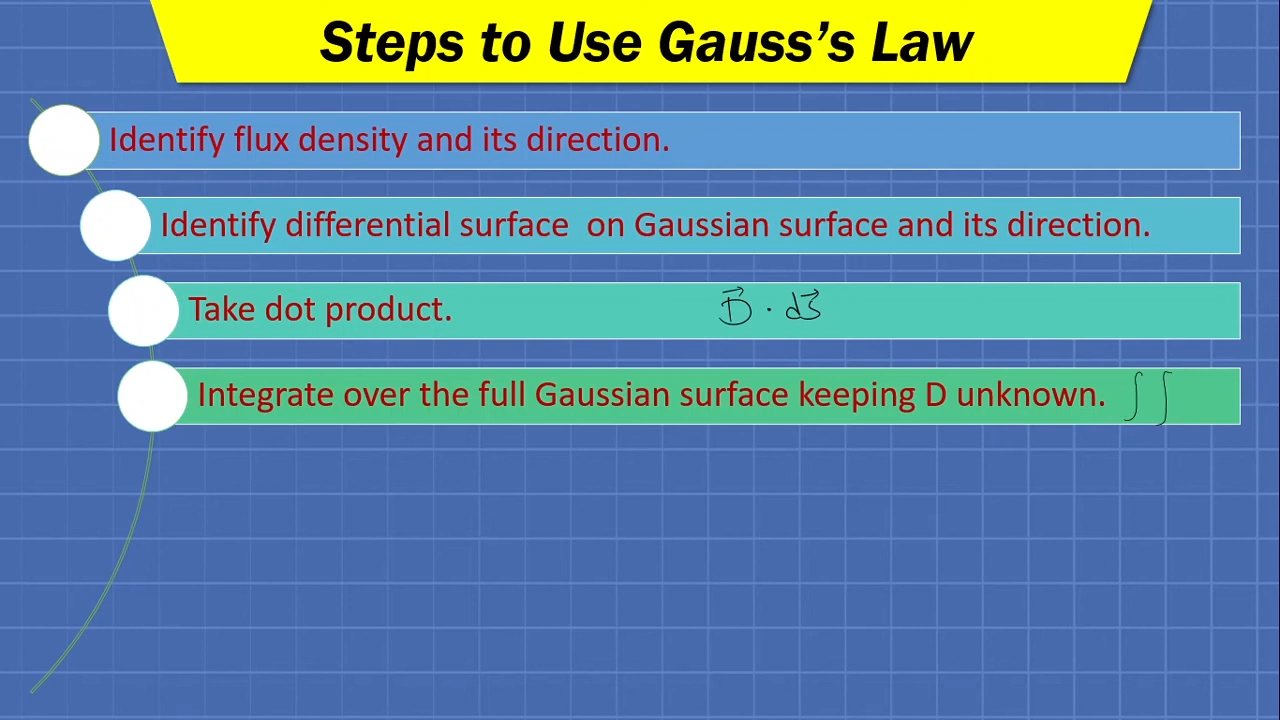 Steps to Use Gauss’s Law
Identify flux density and its direction.
Identify differential surface  on Gaussian surface and its direction.
Take dot product. D⃗ · ds⃗
Integrate over the full Gaussian surface keeping D unknown. ∫ ∫